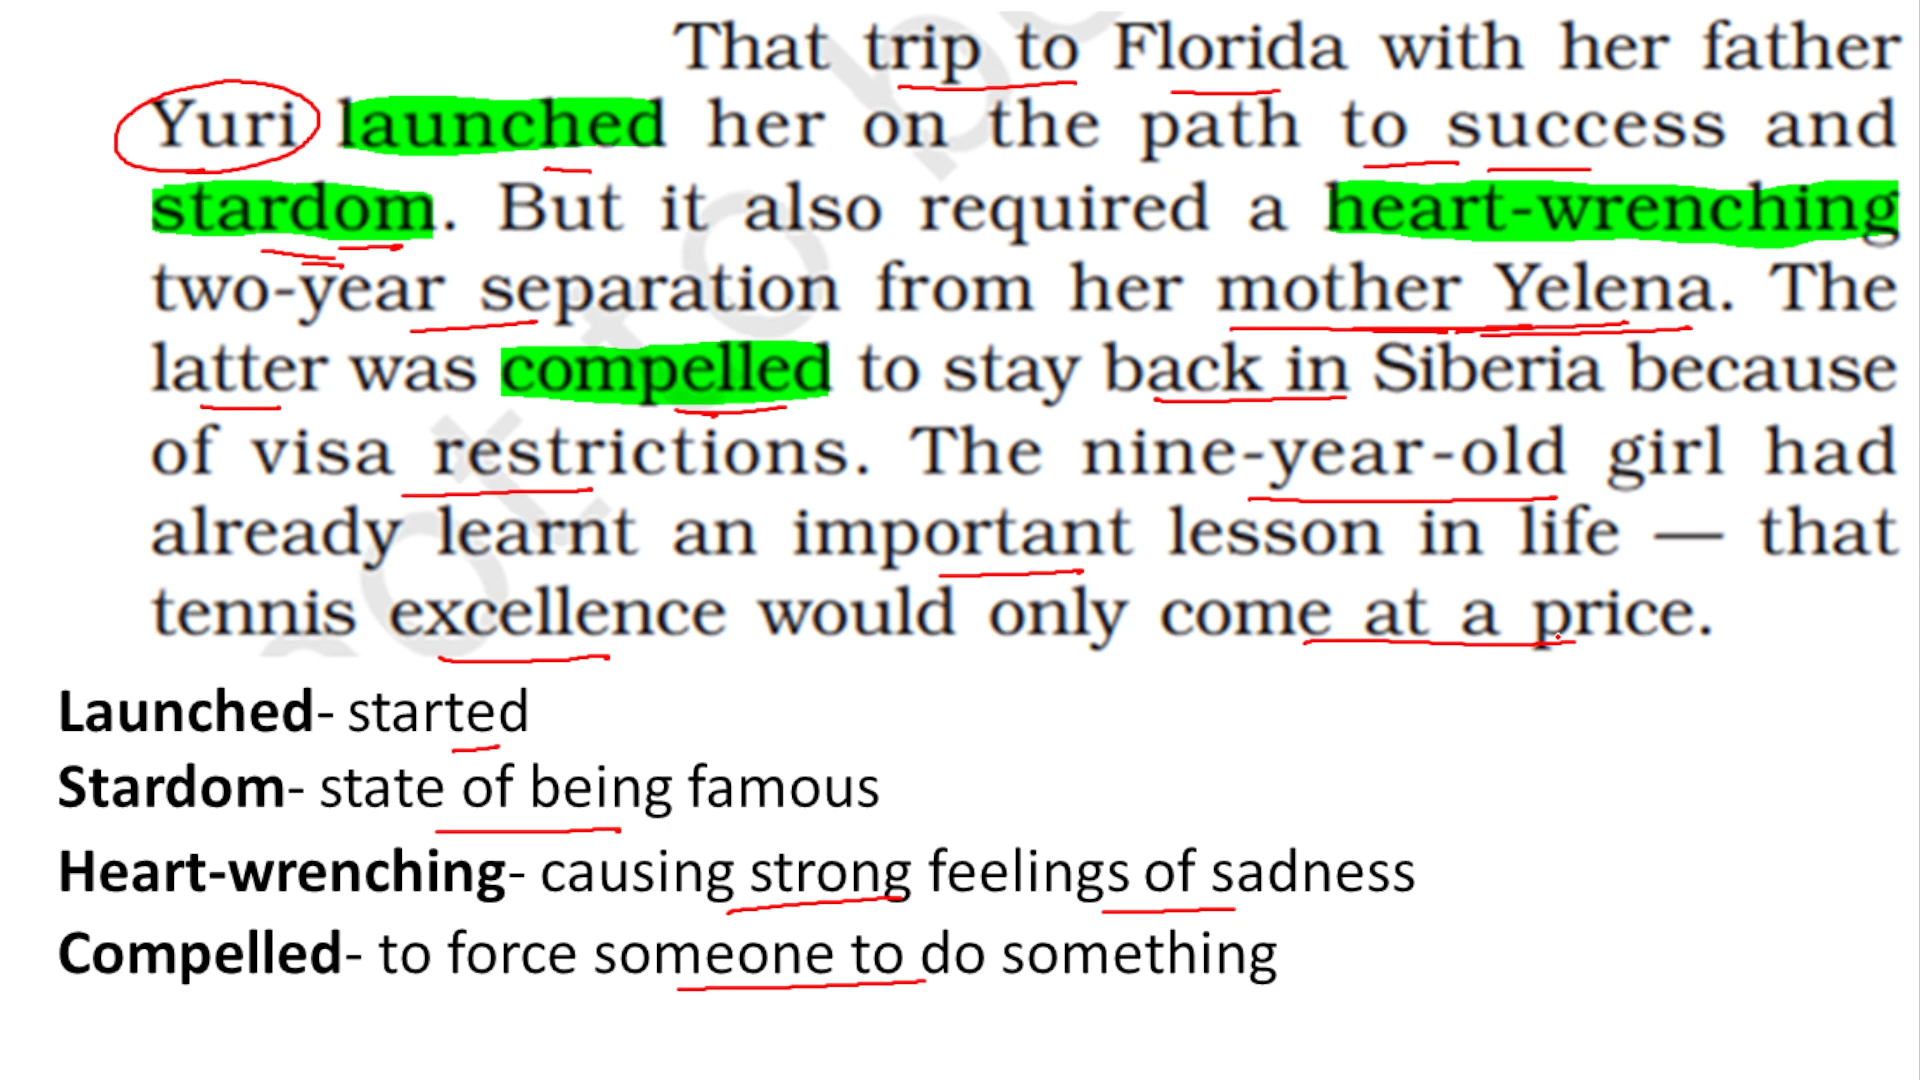 That trip to Florida with her father
Yuri launched her on the path to success and
stardom. But it also required a heart-wrenching
two-year separation from her mother Yelena. The
latter was compelled to stay back in Siberia because
of visa restrictions. The nine-year-old girl had
already learnt an important lesson in life — that
tennis excellence would only come at a price.
Launched- started
Stardom- state of being famous
Heart-wrenching- causing strong feelings of sadness
Compelled- to force someone to do something